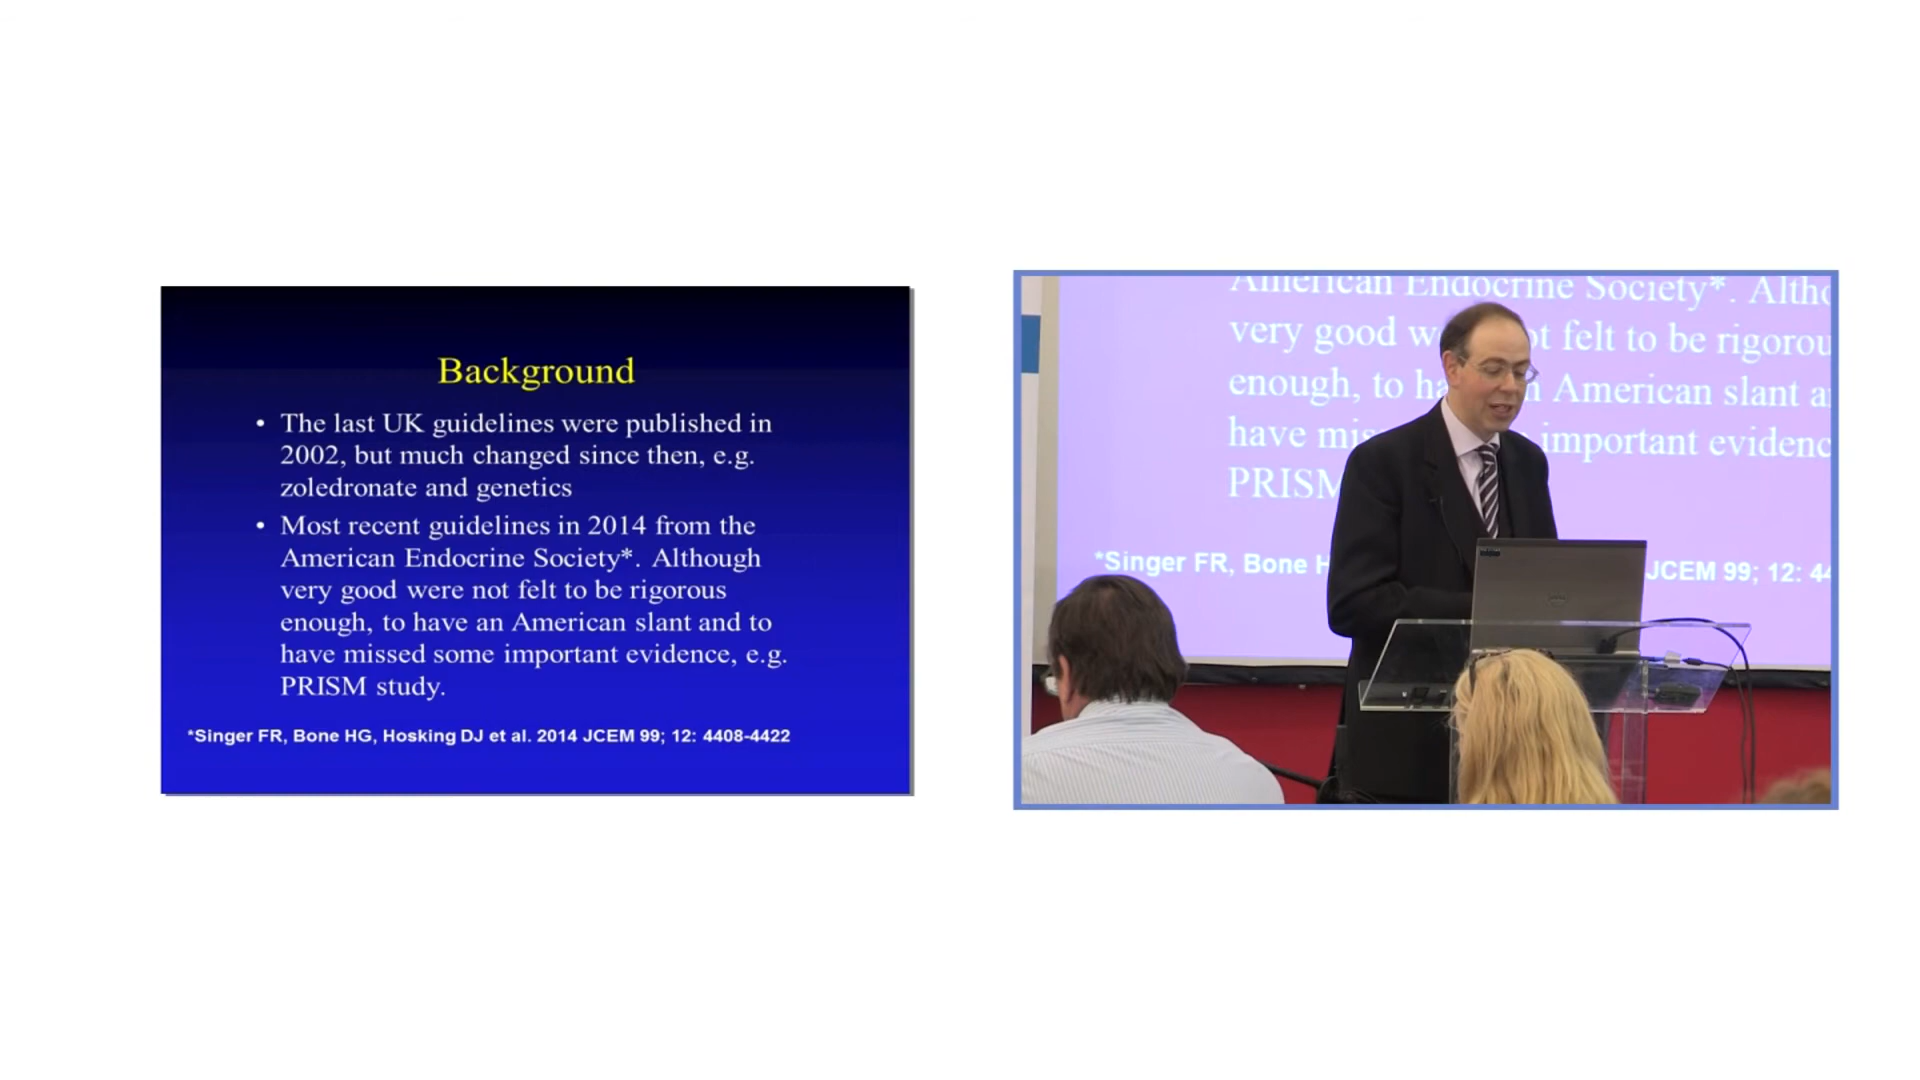 Background
• The last UK guidelines were published in
2002, but much changed since then, e.g.
zoledronate and genetics
• Most recent guidelines in 2014 from the
American Endocrine Society*. Although
very good were not felt to be rigorous
enough, to have an American slant and to
have missed some important evidence, e.g.
PRISM study.
*Singer FR, Bone HG, Hosking DJ et al. 2014 JCEM 99; 12: 4408-4422
American Endocrine Society*. Altho
very good w t felt to be rigorou
enough, to ha n American slant a
have mis important evidenc
PRISM
*Singer FR, Bone H JCEM 99; 12: 44